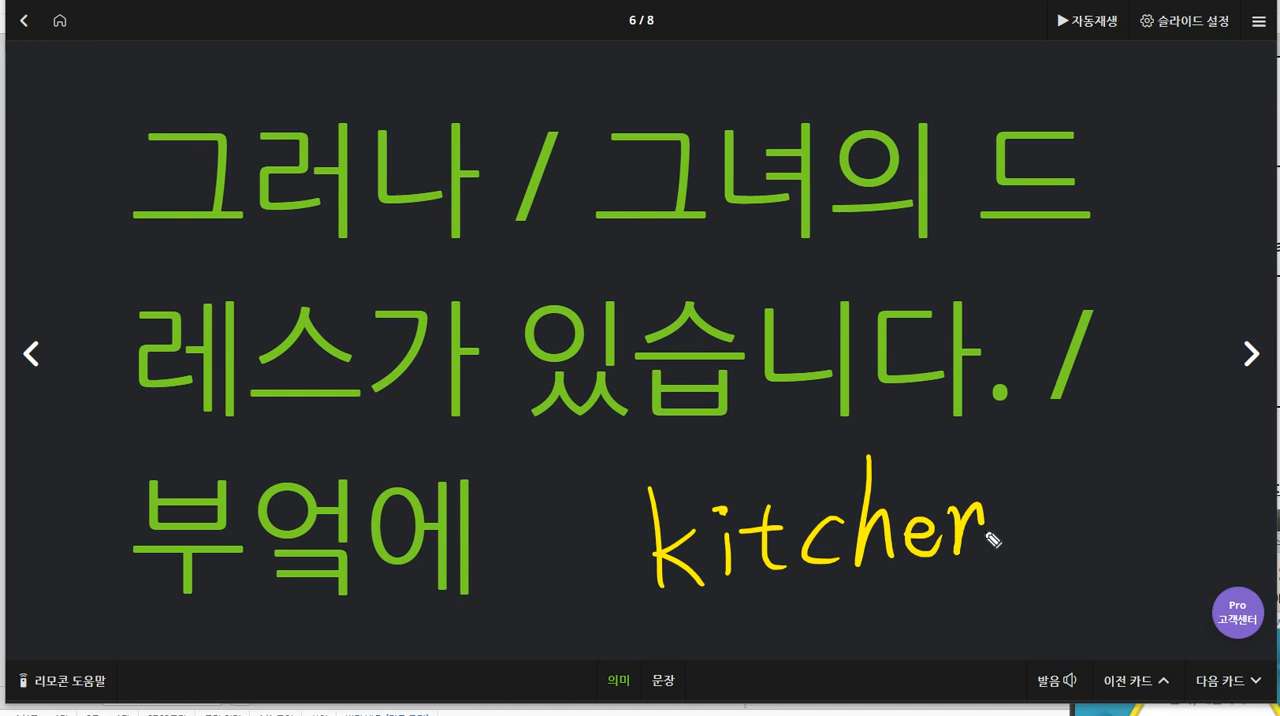 6 / 8
▶자동재생
슬라이드 설정
그러나 / 그녀의 드
레스가 있습니다. /
부엌에
kitcher
Pro
고객센터
리모콘 도움말
의미
문장
발음
이전 카드
다음 카드